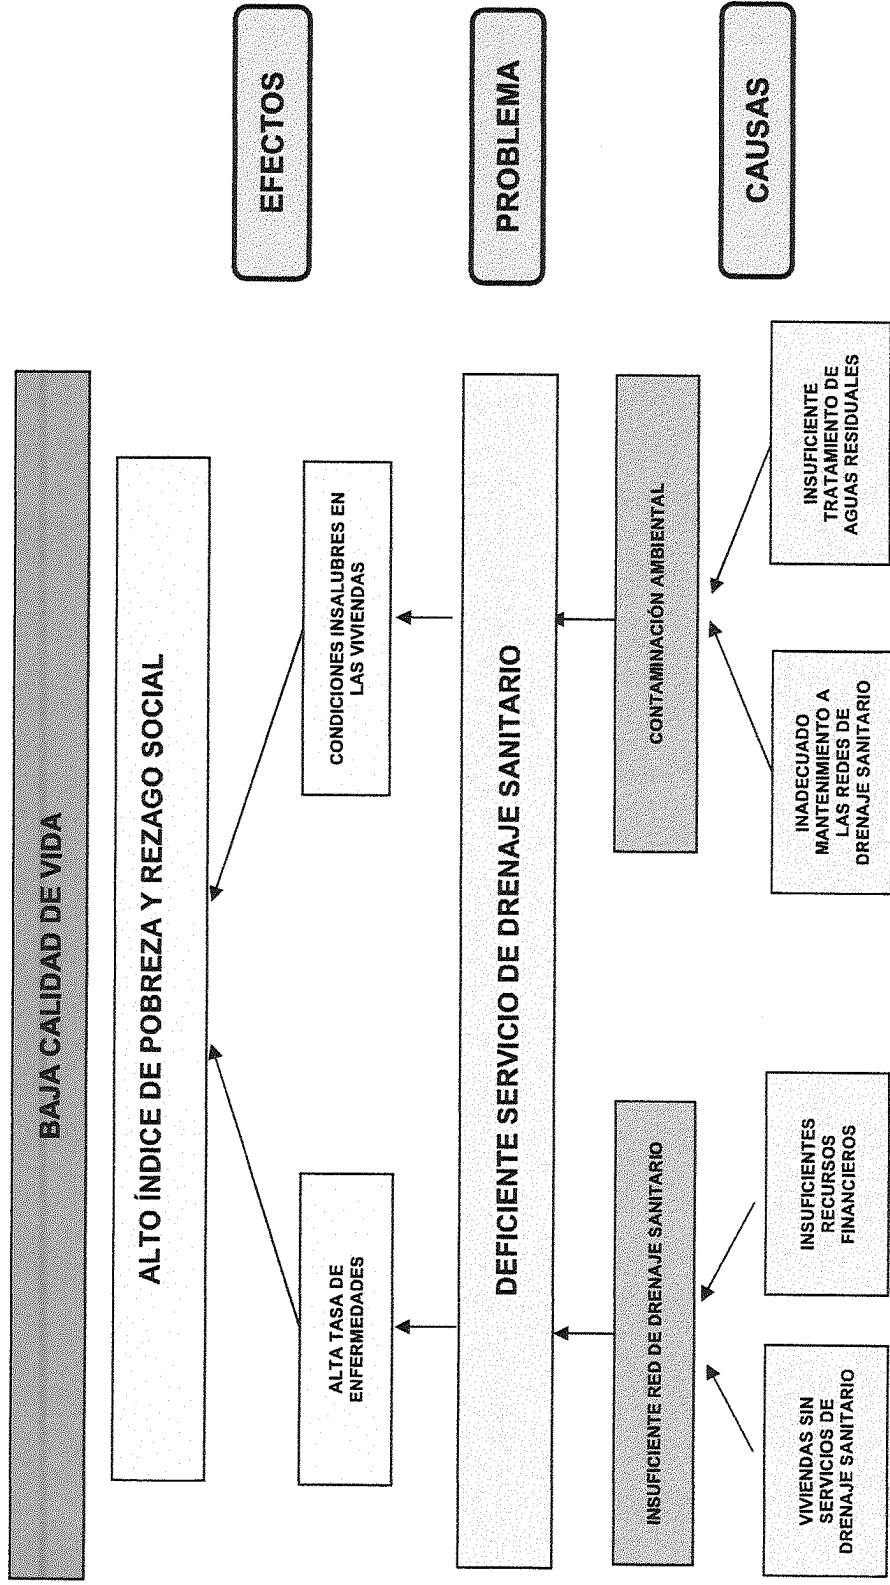 BAJA CALIDAD DE VIDA
ALTO ÍNDICE DE POBREZA Y REZAGO SOCIAL
EFECTOS
ALTA TASA DE
ENFERMEDADES
CONDICIONES INSALUBRES EN
LAS VIVIENDAS
DEFICIENTE SERVICIO DE DRENAJE SANITARIO
PROBLEMA
INSUFICIENTE RED DE DRENAJE SANITARIO
CONTAMINACIÓN AMBIENTAL
CAUSAS
VIVIENDAS SIN
SERVICIOS DE
DRENAJE SANITARIO
INSUFICIENTES
RECURSOS
FINANCIEROS
INADECUADO
MANTENIMIENTO A
LAS REDES DE
DRENAJE SANITARIO
INSUFICIENTE
TRATAMIENTO DE
AGUAS RESIDUALES